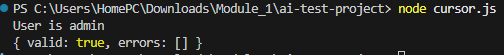 PS C:\Users\HomePC\Downloads\Module_1\ai-test-project> node cursor.js
User is admin
{ valid: true, errors: [] }